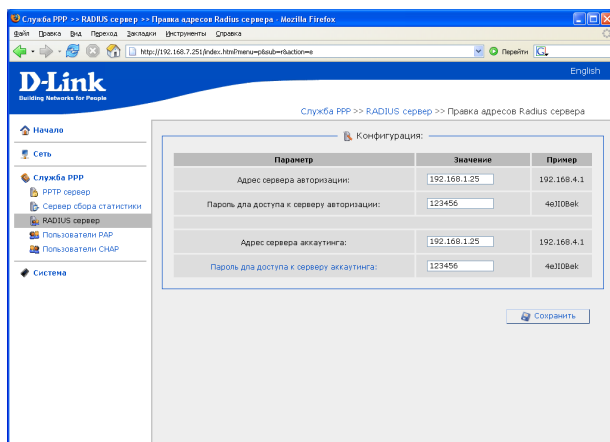 Служба PPP >> RADIUS сервер >> Правка адресов Radius сервера - Mozilla Firefox
Файл Правка Вид Переход Закладки Инструменты Справка
http://192.168.7.251/index.html?menu=p&sub=r&action=e
Перейти
English
D-Link
Building Networks for People
Служба PPP >> RADIUS сервер >> Правка адресов Radius сервера
Начало
Сеть
Служба PPP
PPTP сервер
Сервер сбора статистики
RADIUS сервер
Пользователи PAP
Пользователи CHAP
Система
Конфигурация:
Параметр Значение Пример
Адрес сервера авторизации: 192.168.1.25 192.168.4.1
Пароль для доступа к серверу авторизации: 123456 4eJI0Bek
Адрес сервера аккаутинга: 192.168.1.25 192.168.4.1
Пароль для доступа к серверу аккаутинга: 123456 4eJI0Bek
Сохранить